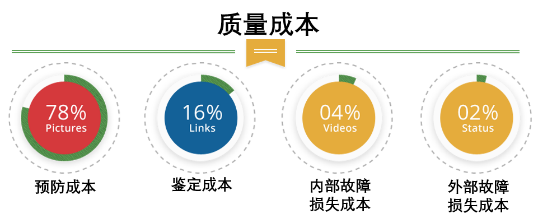 质量成本
78%
Pictures
预防成本
16%
Links
鉴定成本
04%
Videos
内部故障
损失成本
02%
Status
外部故障
损失成本